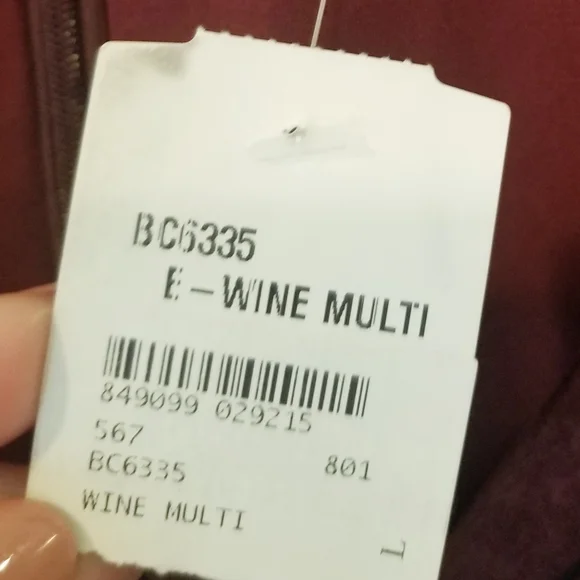 BC6335
E-WINE MULTI
849099 029215
567
BC6335 801
WINE MULTI
L